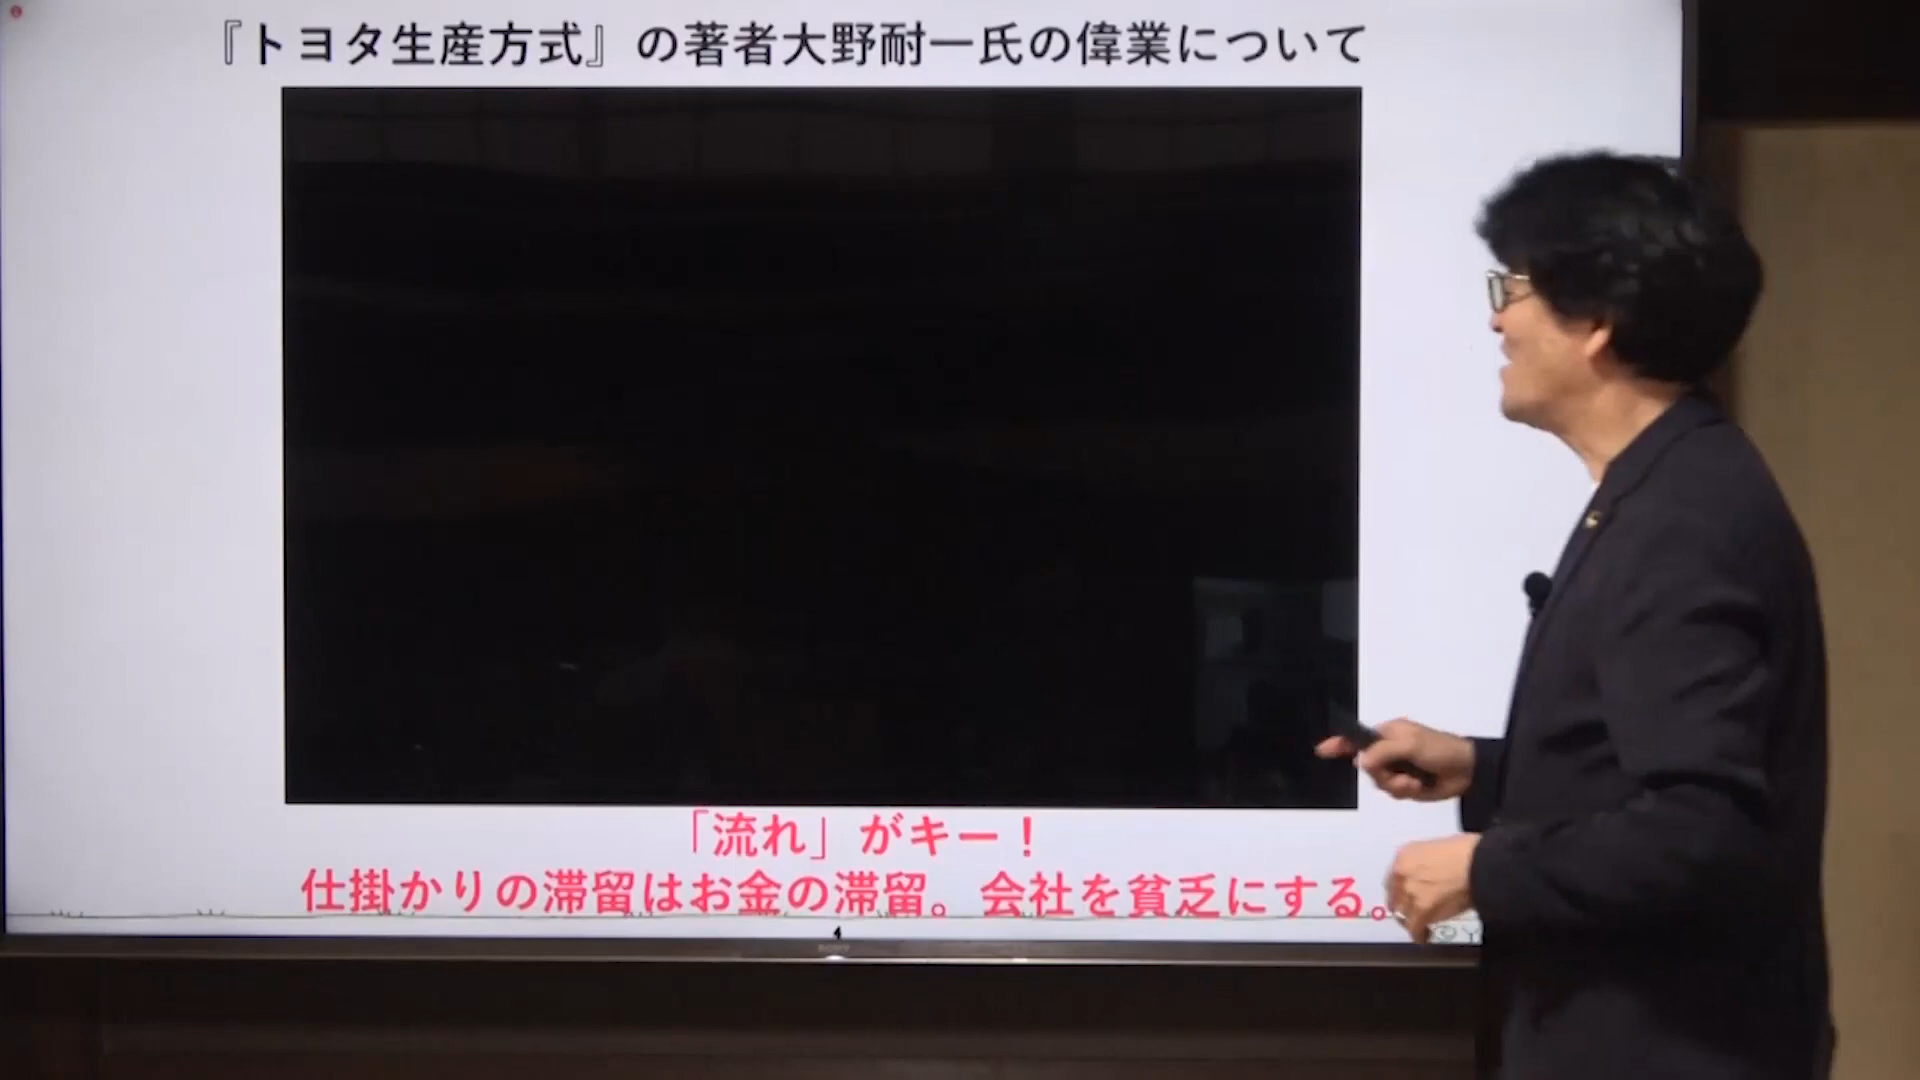 『トヨタ生産方式』の著者大野耐一氏の偉業について
「流れ」がキー！
仕掛かりの滞留はお金の滞留。会社を貧乏にする。
4
SONY